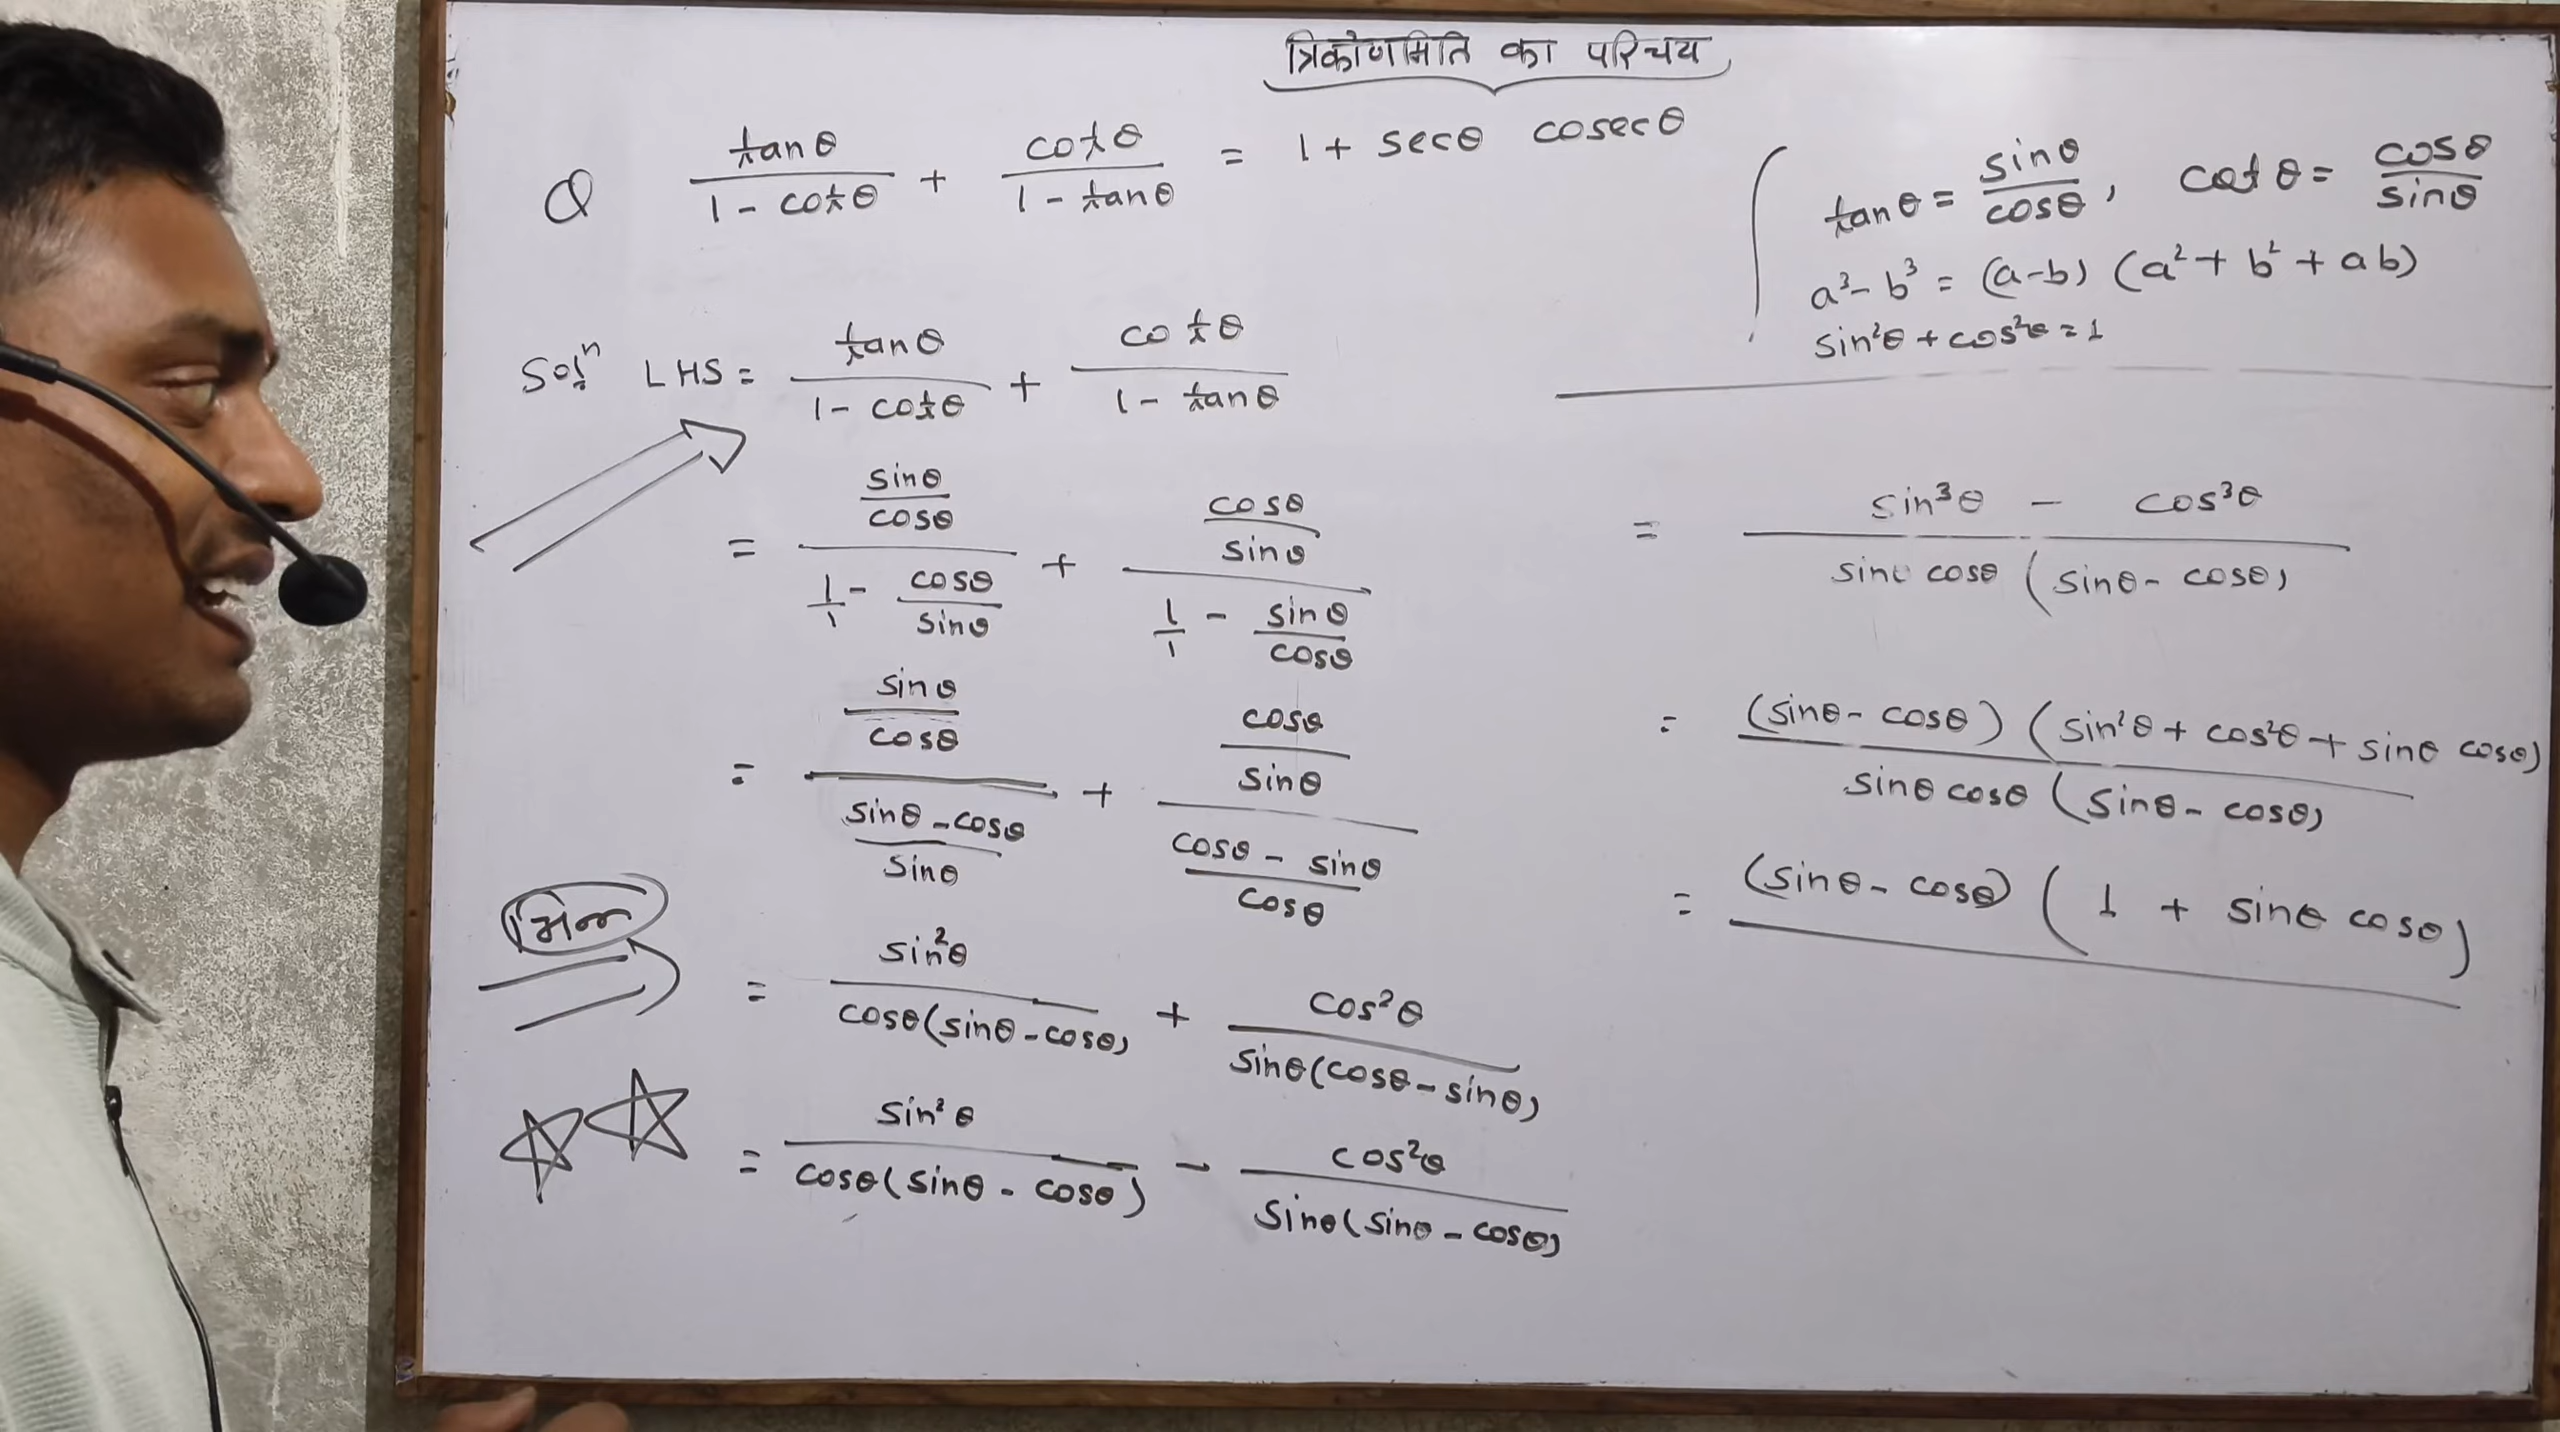 त्रिकोणमिति का परिचय
Q tanθ / (1 - cotθ) + cotθ / (1 - tanθ) = 1 + secθ cosecθ
tanθ = sinθ/cosθ, cotθ = cosθ/sinθ
a³ - b³ = (a-b) (a² + b² + ab)
sin²θ + cos²θ = 1
Solⁿ LHS = tanθ / (1 - cotθ) + cotθ / (1 - tanθ)
= (sinθ/cosθ) / (1/1 - cosθ/sinθ) + (cosθ/sinθ) / (1/1 - sinθ/cosθ)
= (sinθ/cosθ) / ((sinθ - cosθ)/sinθ) + (cosθ/sinθ) / ((cosθ - sinθ)/cosθ)
= sin²θ / cosθ(sinθ - cosθ) + cos²θ / sinθ(cosθ - sinθ)
= sin²θ / cosθ(sinθ - cosθ) - cos²θ / sinθ(sinθ - cosθ)
= (sin³θ - cos³θ) / sinθ cosθ (sinθ - cosθ)
= (sinθ - cosθ) (sin²θ + cos²θ + sinθ cosθ) / sinθ cosθ (sinθ - cosθ)
= (sinθ - cosθ) (1 + sinθ cosθ)